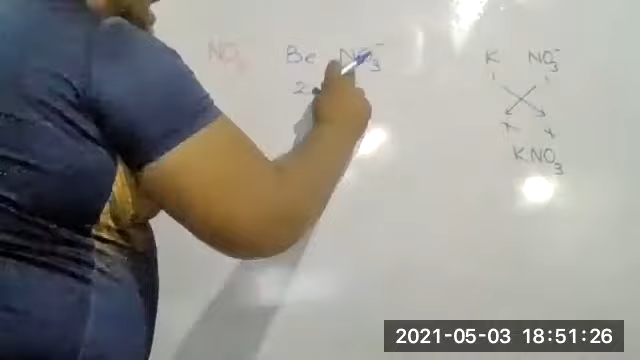 NO₃⁻ Be NO₃⁻ K NO₃⁻
2 1 1
KNO₃
2021-05-03 18:51:26